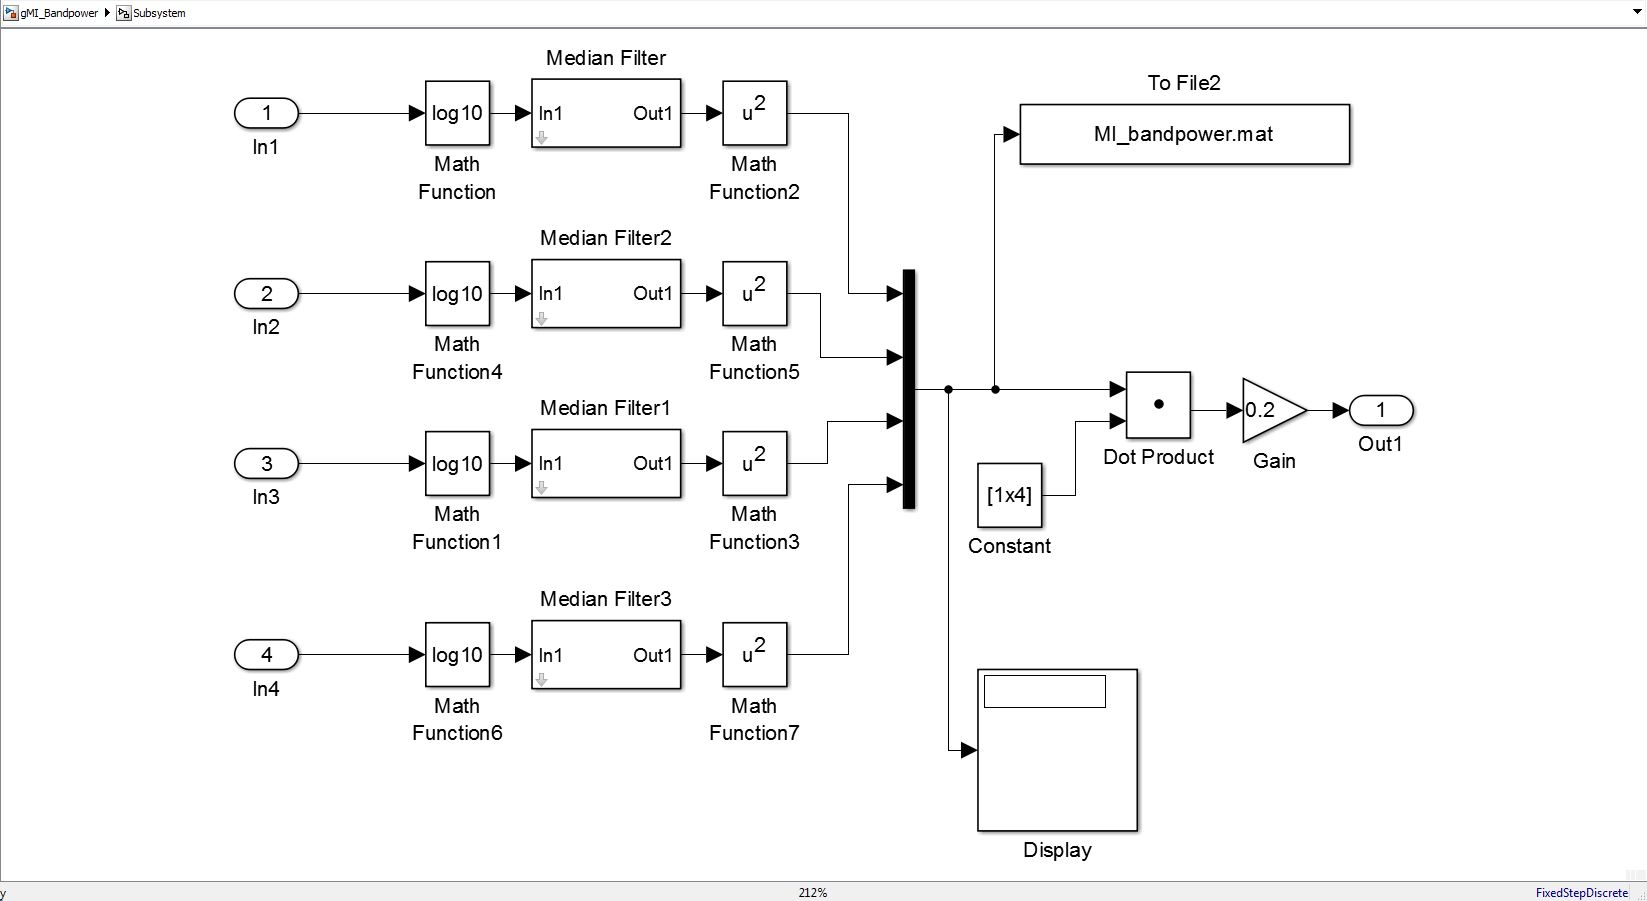 gMI_Bandpower Subsystem
Median Filter
1
In1
log10
Math
Function
In1 Out1
u2
Math
Function2
To File2
MI_bandpower.mat
Median Filter2
2
In2
log10
Math
Function4
In1 Out1
u2
Math
Function5
Median Filter1
3
In3
log10
Math
Function1
In1 Out1
u2
Math
Function3
Dot Product
0.2
Gain
1
Out1
[1x4]
Constant
Median Filter3
4
In4
log10
Math
Function6
In1 Out1
u2
Math
Function7
Display
y
212%
FixedStepDiscrete